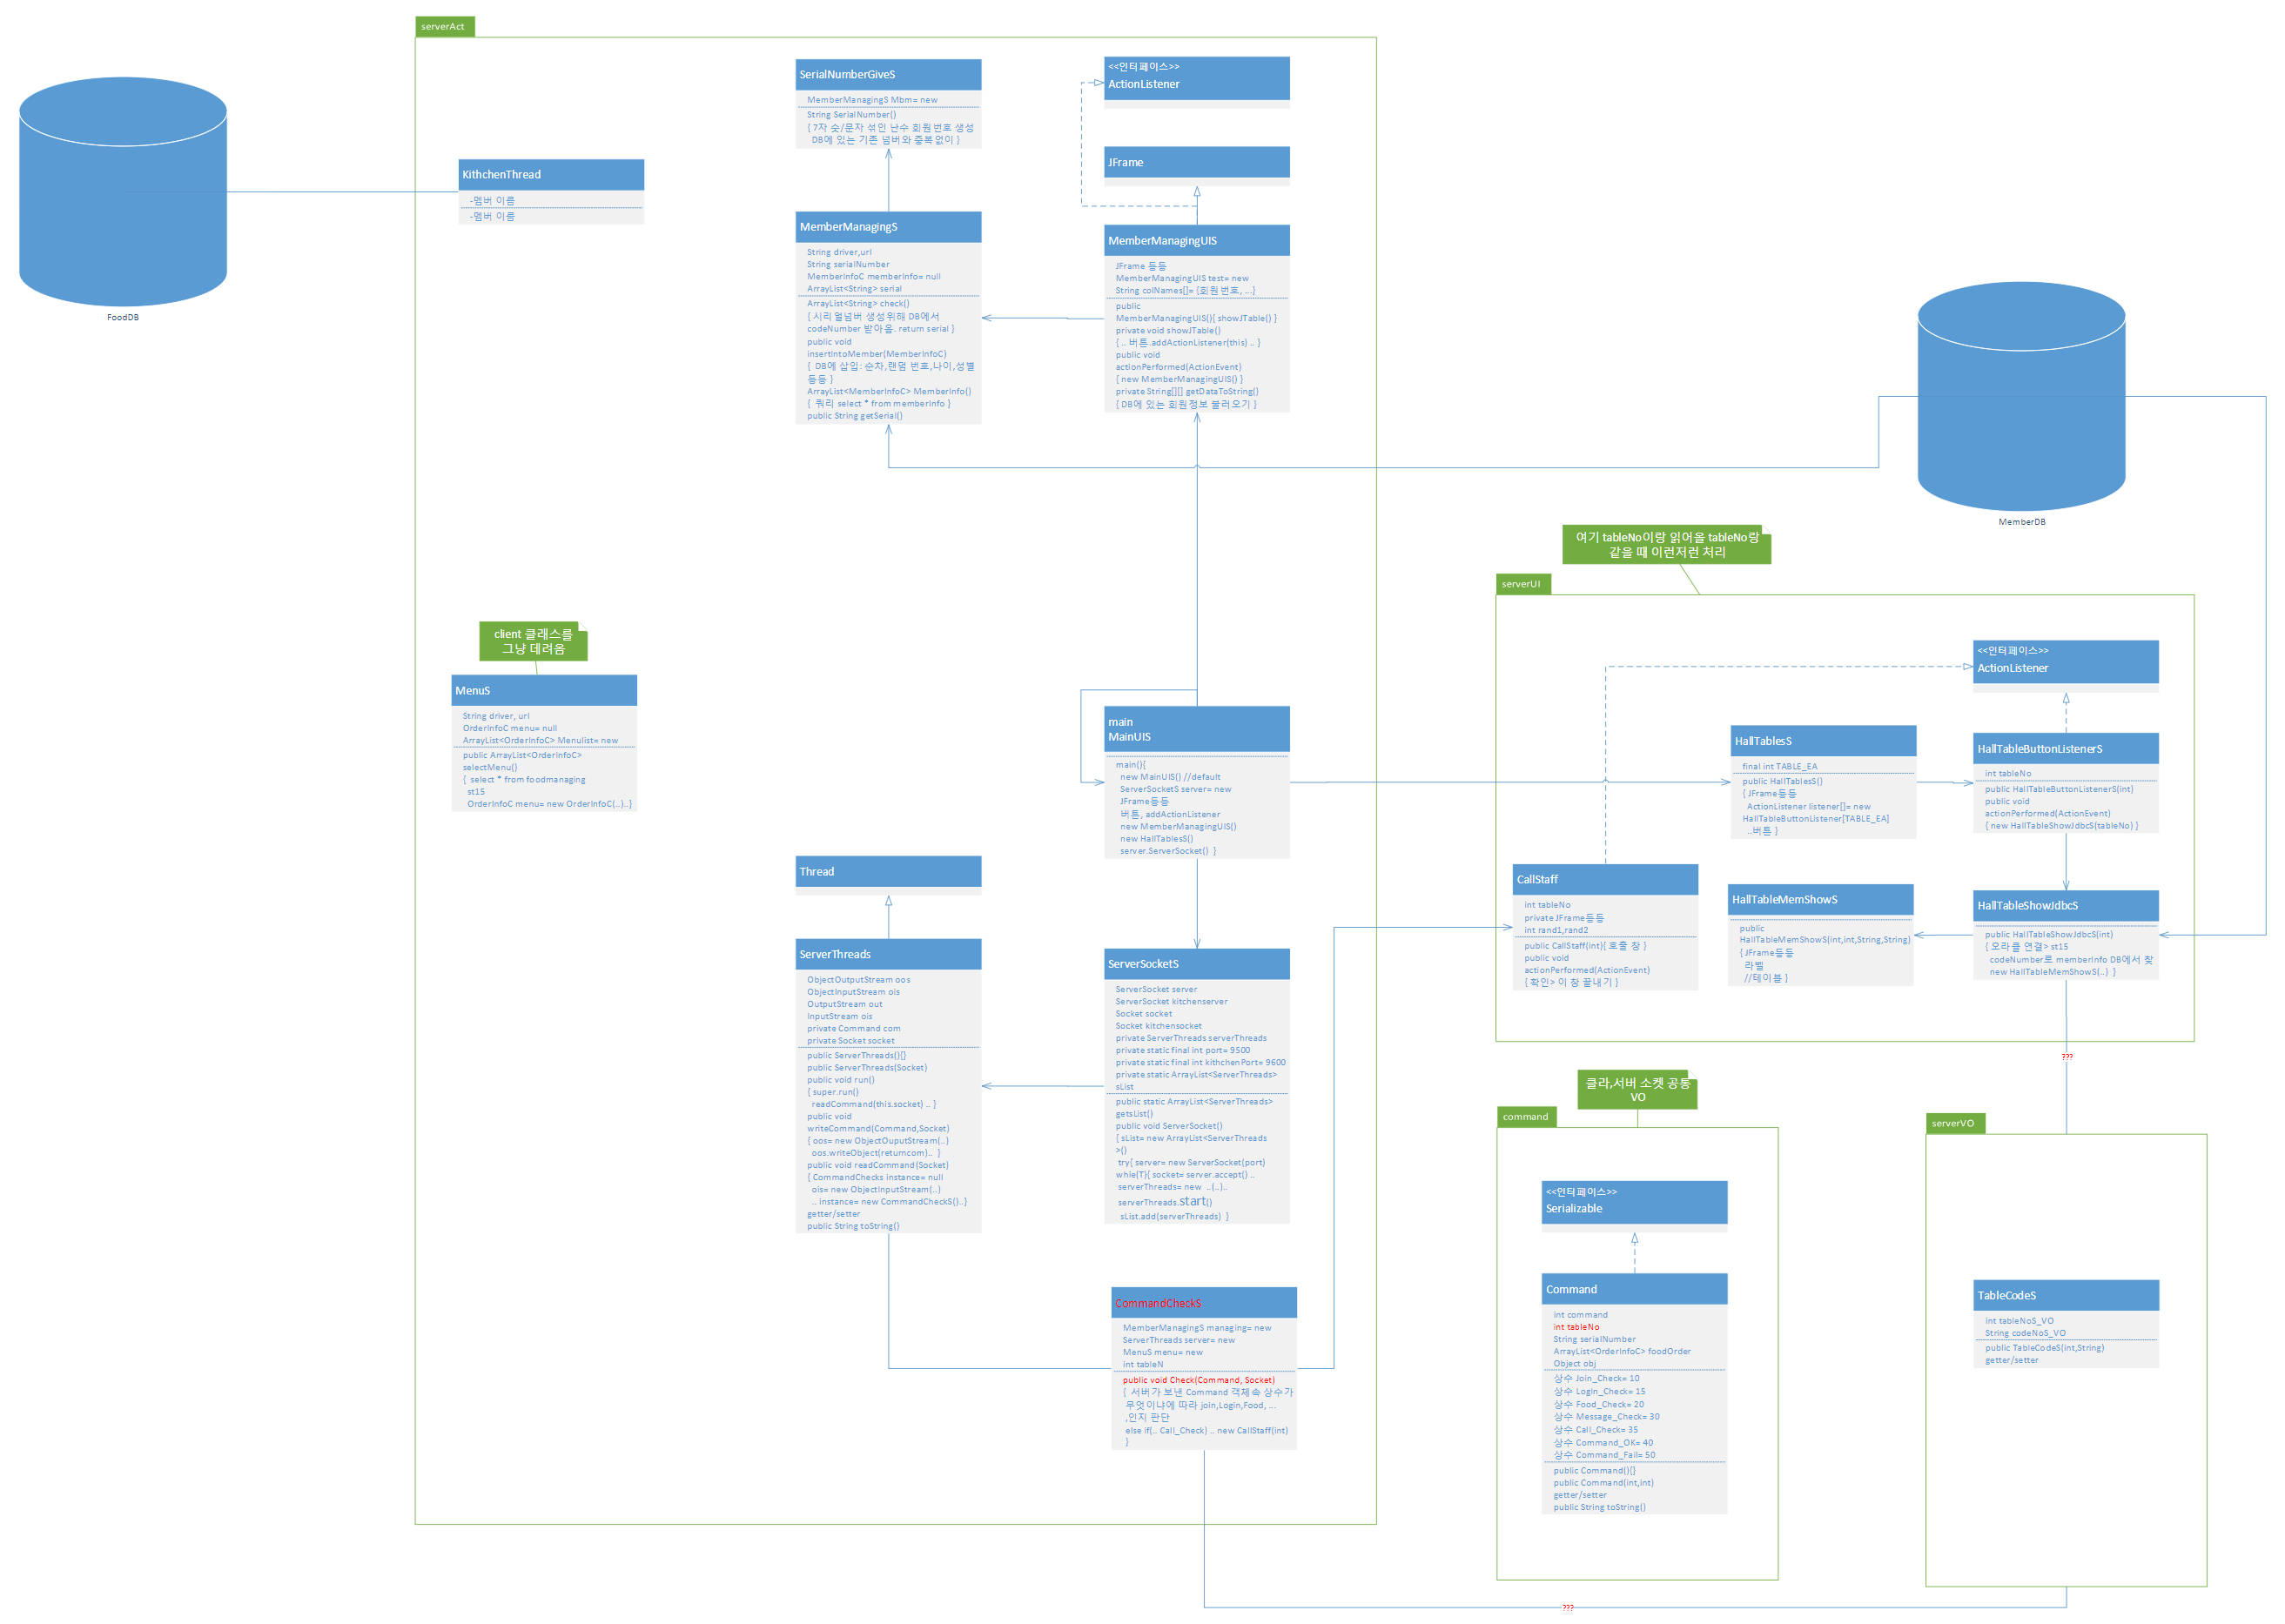 serverAct
FoodDB
KithchenThread
-멤버 이름
-멤버 이름
SerialNumberGiveS
MemberManagingS Mbm= new
String SerialNumber()
{ 7자 숫/문자 섞인 난수 회원번호 생성
DB에 있는 기존 넘버와 중복없이 }
<<인터페이스>>
ActionListener
JFrame
MemberManagingS
String driver,url
String serialNumber
MemberInfoC memberInfo= null
ArrayList<String> serial
ArrayList<String> check()
{ 시리얼넘버 생성위해 DB에서
codeNumber 받아옴. return serial }
public void
insertIntoMember(MemberInfoC)
{ DB에 삽입: 순차,랜덤 번호,나이,성별
등등 }
ArrayList<MemberInfoC> MemberInfo()
{ 쿼리 select * from memberInfo }
public String getSerial()
MemberManagingUIS
JFrame 등등
MemberManagingUIS test= new
String colNames[]= {회원번호, ...}
public
MemberManagingUIS(){ showJTable() }
private void showJTable()
{ .. 버튼.addActionListener(this) .. }
public void
actionPerformed(ActionEvent)
{ new MemberManagingUIS() }
private String[][] getDataToString()
{ DB에 있는 회원정보 불러오기 }
MemberDB
client 클래스를
그냥 데려옴
MenuS
String driver, url
OrderInfoC menu= null
ArrayList<OrderInfoC> Menulist= new
public ArrayList<OrderInfoC>
selectMenu()
{ select * from foodmanaging
st15
OrderInfoC menu= new OrderInfoC(..)..}
main
MainUIS
main(){
new MainUIS() //default
ServerSocketS server= new
JFrame등등
버튼, addActionListener
new MemberManagingUIS()
new HallTablesS()
server.ServerSocket() }
Thread
ServerThreads
ObjectOutputStream oos
ObjectInputStream ois
OutputStream out
InputStream ois
private Command com
private Socket socket
public ServerThreads(){}
public ServerThreads(Socket)
public void run()
{ super.run()
readCommand(this.socket) .. }
public void
writeCommand(Command,Socket)
{ oos= new ObjectOuputStream(..)
oos.writeObject(returncom).. }
public void readCommand(Socket)
{ CommandChecks instance= null
ois= new ObjectInputStream(..)
.. instance= new CommandCheckS()..}
getter/setter
public String toString()
ServerSocketS
ServerSocket server
ServerSocket kitchenserver
Socket socket
Socket kitchensocket
private ServerThreads serverThreads
private static final int port= 9500
private static final int kithchenPort= 9600
private static ArrayList<ServerThreads>
sList
public static ArrayList<ServerThreads>
getsList()
public void ServerSocket()
{ sList= new ArrayList<ServerThreads
>()
try{ server= new ServerSocket(port)
whie(T){ socket= server.accept() ..
serverThreads= new ..(..)..
serverThreads.start()
sList.add(serverThreads) }
CommandCheckS
MemberManagingS managing= new
ServerThreads server= new
MenuS menu= new
int tableN
public void Check(Command, Socket)
{ 서버가 보낸 Command 객체속 상수가
무엇이냐에 따라 join,Login,Food, ...
,인지 판단
else if(.. Call_Check) .. new CallStaff(int)
}
여기 tableNo이랑 읽어올 tableNo랑
같을 때 이런저런 처리
serverUI
<<인터페이스>>
ActionListener
HallTablesS
final int TABLE_EA
public HallTablesS()
{ JFrame등등
ActionListener listener[]= new
HallTableButtonListener[TABLE_EA]
..버튼 }
HallTableButtonListenerS
int tableNo
public HallTableButtonListenerS(int)
public void
actionPerformed(ActionEvent)
{ new HallTableShowJdbcS(tableNo) }
CallStaff
int tableNo
private JFrame등등
int rand1,rand2
public CallStaff(int){ 호출 창 }
public void
actionPerformed(ActionEvent)
{ 확인> 이 창 끝내기 }
HallTableMemShowS
public
HallTableMemShowS(int,int,String,String)
{ JFrame등등
라벨
//테이블 }
HallTableShowJdbcS
public HallTableShowJdbcS(int)
{ 오라클 연결> st15
codeNumber로 memberInfo DB에서 찾
new HallTableMemShowS(..) }
???
클라,서버 소켓 공통
VO
command
<<인터페이스>>
Serializable
Command
int command
int tableNo
String serialNumber
ArrayList<OrderInfoC> foodOrder
Object obj
상수 Join_Check= 10
상수 LogIn_Check= 15
상수 Food_Check= 20
상수 Message_Check= 30
상수 Call_Check= 35
상수 Command_OK= 40
상수 Command_Fail= 50
public Command(){}
public Command(int,int)
getter/setter
public String toString()
serverVO
TableCodeS
int tableNoS_VO
String codeNoS_VO
public TableCodeS(int,String)
getter/setter
???